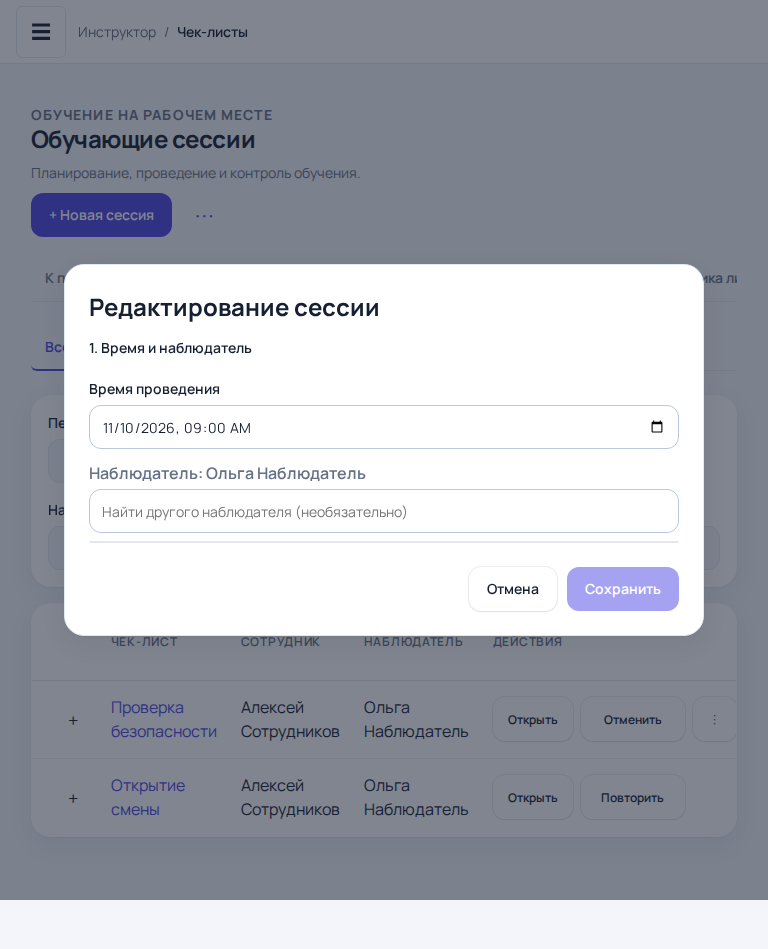 Инструктор / Чек-листы
ОБУЧЕНИЕ НА РАБОЧЕМ МЕСТЕ
Обучающие сессии
Планирование, проведение и контроль обучения.
+ Новая сессия ...
Редактирование сессии
1. Время и наблюдатель
Время проведения
11/10/2026, 09:00 AM
Наблюдатель: Ольга Наблюдатель
Найти другого наблюдателя (необязательно)
Отмена Сохранить
ЧЕК-ЛИСТ СОТРУДНИК НАБЛЮДАТЕЛЬ ДЕЙСТВИЯ
+ Проверка безопасности Алексей Сотрудников Ольга Наблюдатель Открыть Отменить ⋮
+ Открытие смены Алексей Сотрудников Ольга Наблюдатель Открыть Повторить